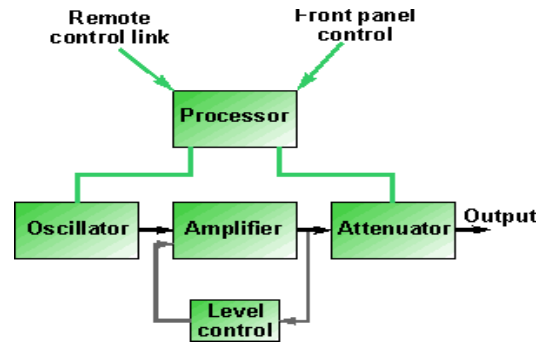 Remote
control link
Front panel
control
Processor
Oscillator
Amplifier
Attenuator
Output
Level
control